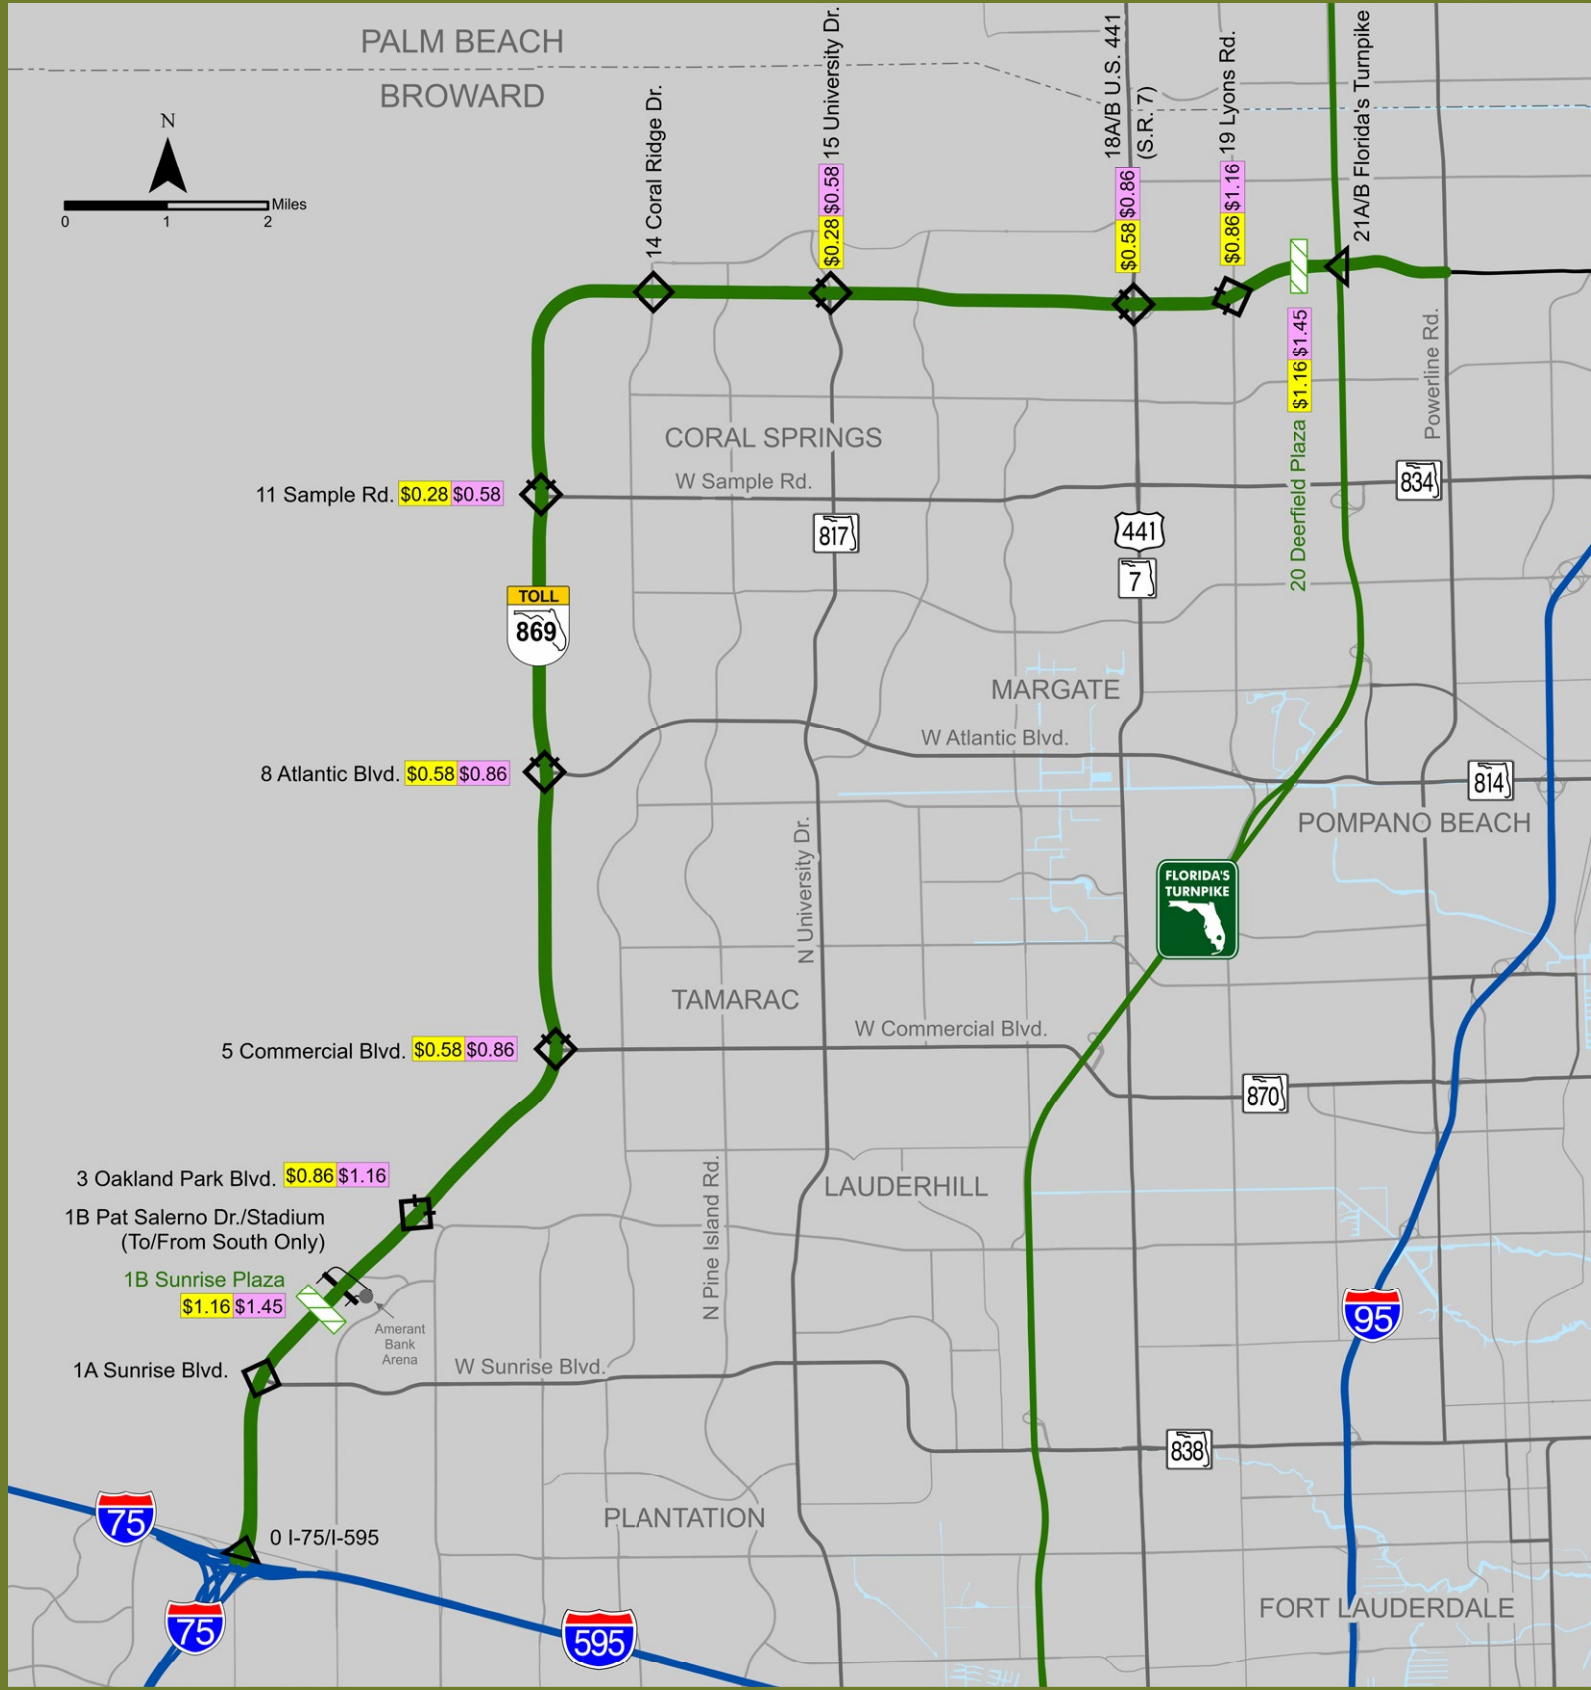 PALM BEACH
BROWARD
N
Miles
0 1 2
14 Coral Ridge Dr.
$0.28 $0.58 15 University Dr.
$0.58 $0.86 18A/B U.S. 441
(S.R. 7)
$0.86 $1.16 19 Lyons Rd.
21A/B Florida's Turnpike
20 Deerfield Plaza $1.16 $1.45
Powerline Rd.
CORAL SPRINGS
11 Sample Rd. $0.28 $0.58
W Sample Rd.
834
817
441
7
TOLL
869
MARGATE
W Atlantic Blvd.
8 Atlantic Blvd. $0.58 $0.86
814
POMPANO BEACH
N University Dr.
FLORIDA'S
TURNPIKE
TAMARAC
W Commercial Blvd.
5 Commercial Blvd. $0.58 $0.86
870
3 Oakland Park Blvd. $0.86 $1.16
LAUDERHILL
1B Pat Salerno Dr./Stadium
(To/From South Only)
N Pine Island Rd.
1B Sunrise Plaza
$1.16 $1.45
Amerant
Bank
Arena
95
1A Sunrise Blvd.
W Sunrise Blvd.
838
75
PLANTATION
0 I-75/I-595
75
595
FORT LAUDERDALE